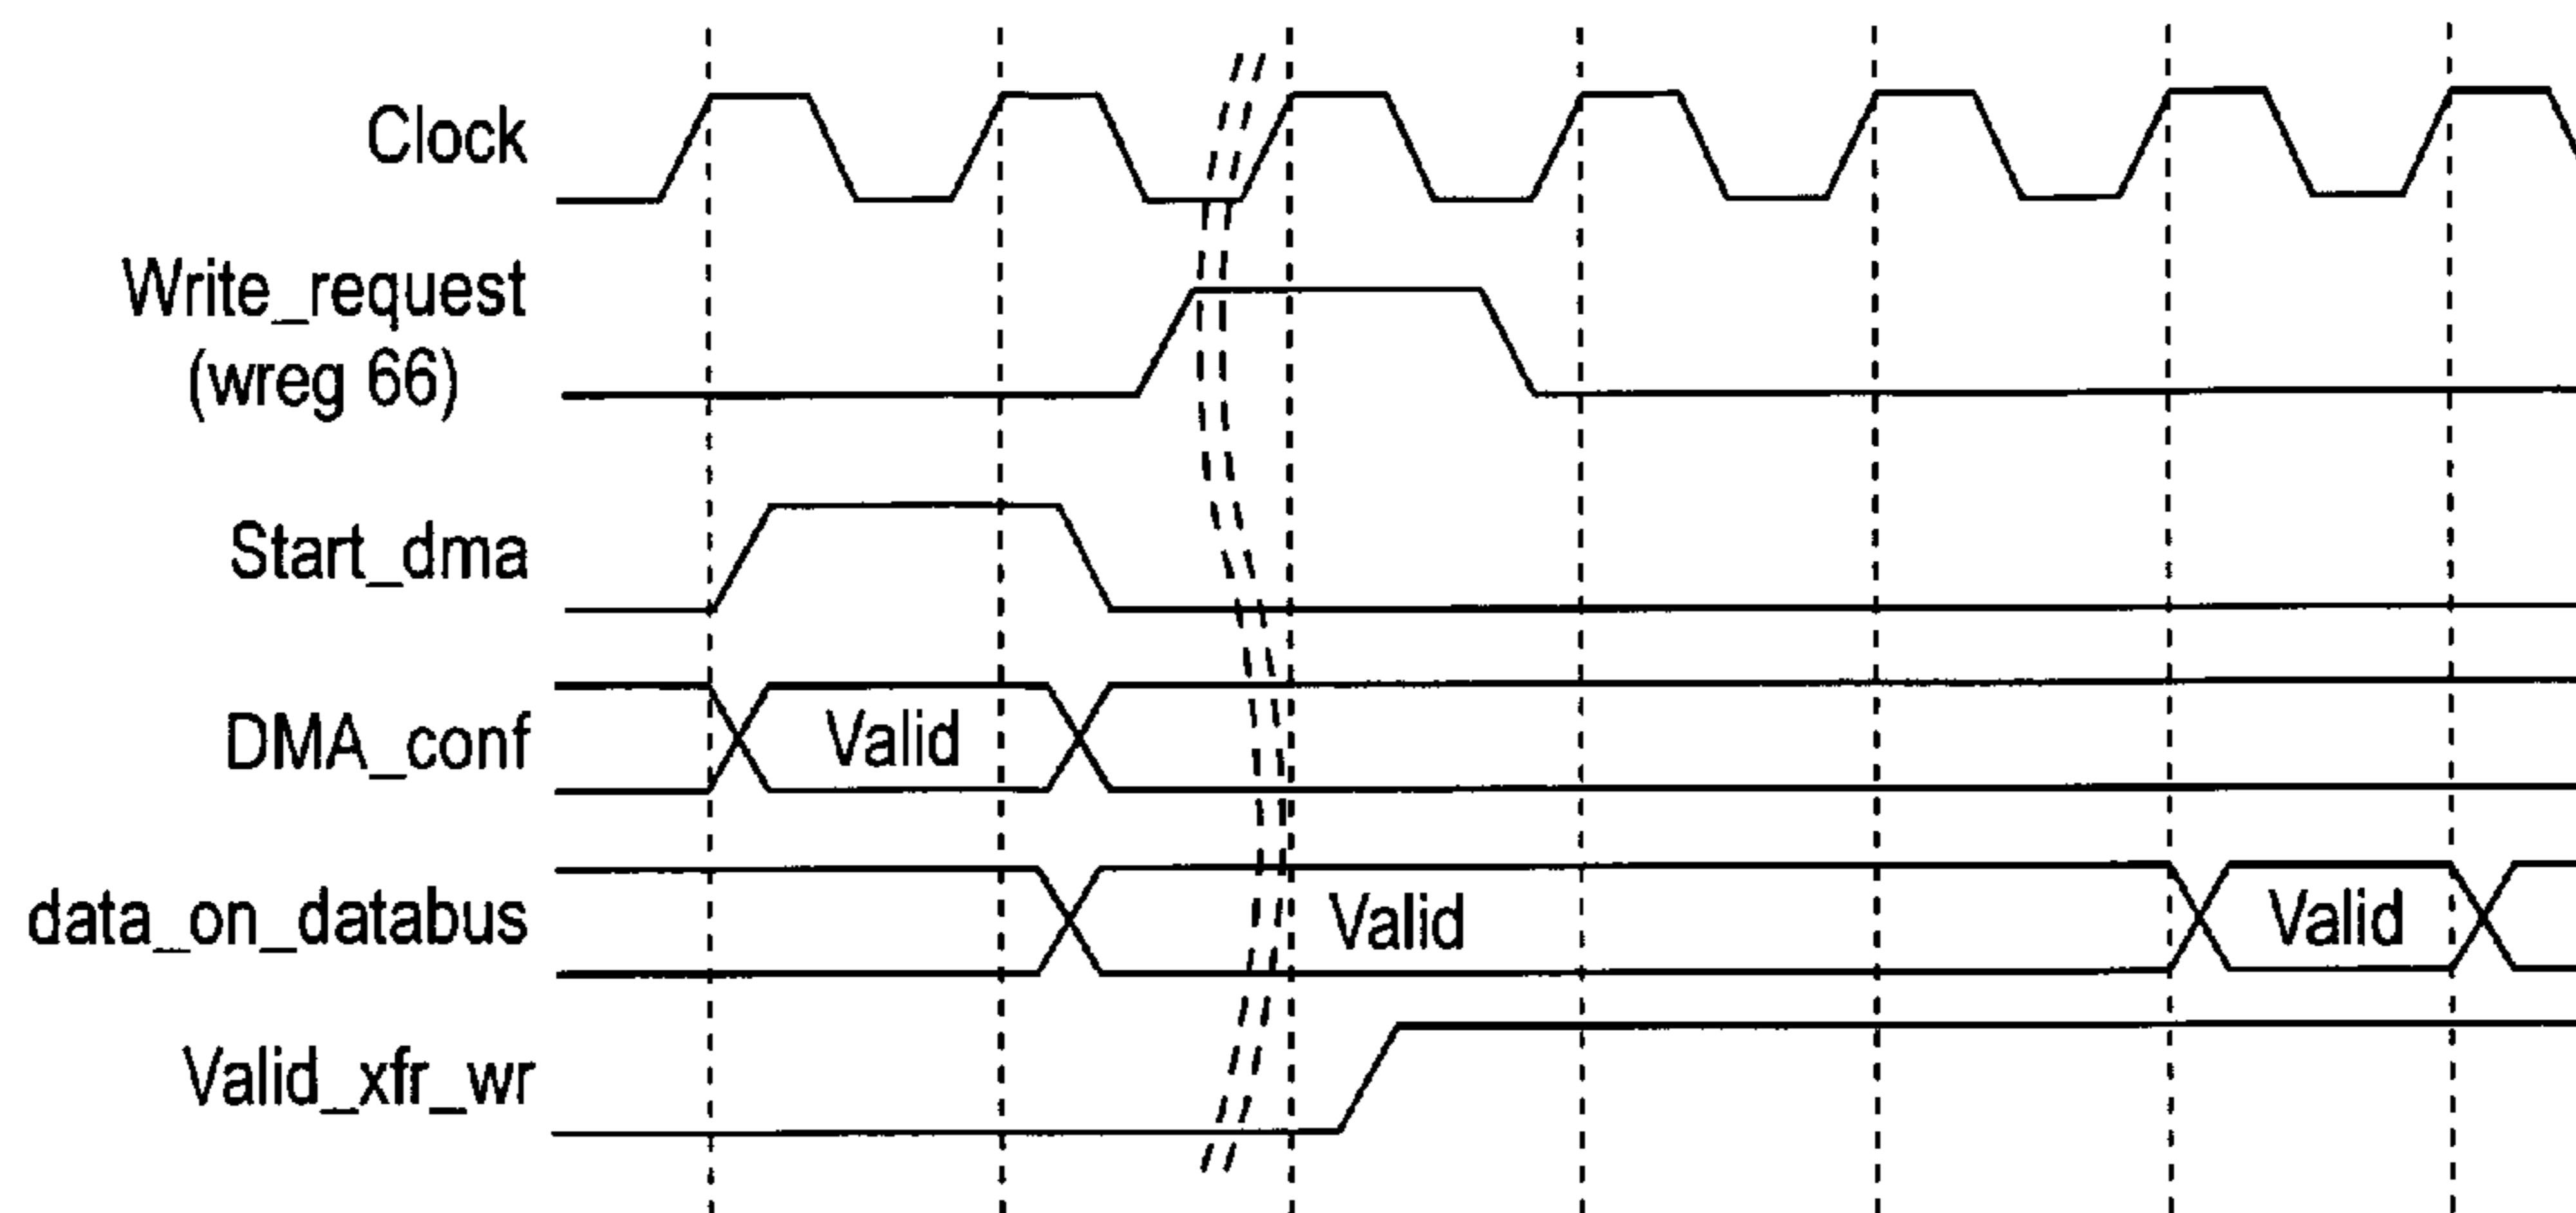 Clock
Write_request
(wreg 66)
Start_dma
DMA_conf
Valid
data_on_databus
Valid
Valid
Valid_xfr_wr